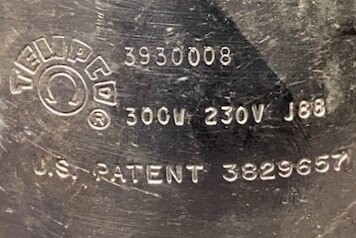 TEMPCO ® 3930008
300W 230V J88
U.S. PATENT 3829657